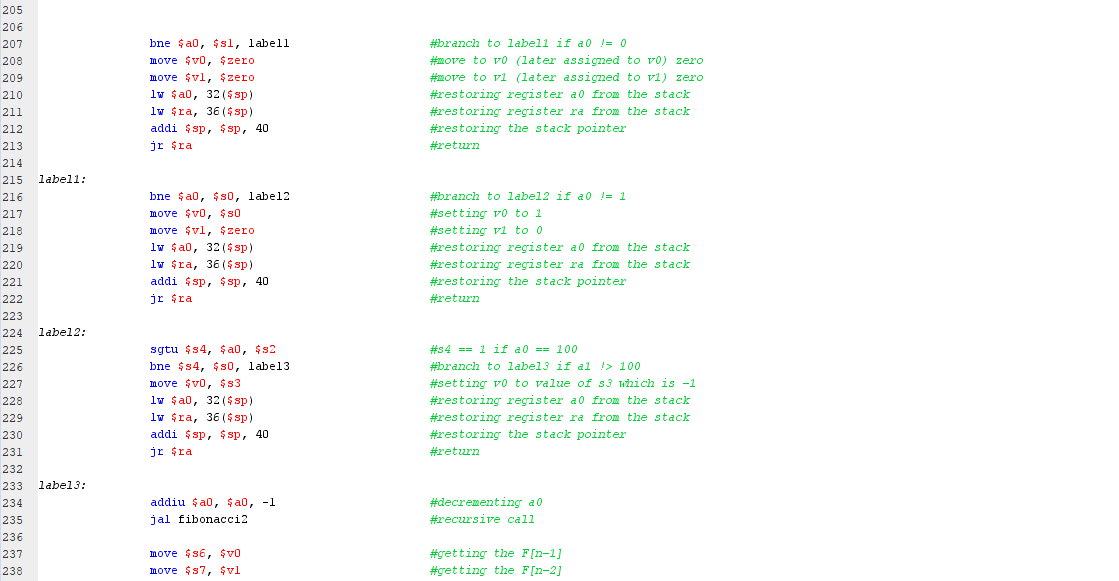 205
206
207 bne $a0, $s1, label1 #branch to label1 if a0 != 0
208 move $v0, $zero #move to v0 (later assigned to v0) zero
209 move $v1, $zero #move to v1 (later assigned to v1) zero
210 lw $a0, 32($sp) #restoring register a0 from the stack
211 lw $ra, 36($sp) #restoring register ra from the stack
212 addi $sp, $sp, 40 #restoring the stack pointer
213 jr $ra #return
214
215 label1:
216 bne $a0, $s0, label2 #branch to label2 if a0 != 1
217 move $v0, $s0 #setting v0 to 1
218 move $v1, $zero #setting v1 to 0
219 lw $a0, 32($sp) #restoring register a0 from the stack
220 lw $ra, 36($sp) #restoring register ra from the stack
221 addi $sp, $sp, 40 #restoring the stack pointer
222 jr $ra #return
223
224 label2:
225 sgtu $s4, $a0, $s2 #s4 == 1 if a0 == 100
226 bne $s4, $s0, label3 #branch to label3 if a1 !> 100
227 move $v0, $s3 #setting v0 to value of s3 which is -1
228 lw $a0, 32($sp) #restoring register a0 from the stack
229 lw $ra, 36($sp) #restoring register ra from the stack
230 addi $sp, $sp, 40 #restoring the stack pointer
231 jr $ra #return
232
233 label3:
234 addiu $a0, $a0, -1 #decrementing a0
235 jal fibonacci2 #recursive call
236
237 move $s6, $v0 #getting the F[n-1]
238 move $s7, $v1 #getting the F[n-2]